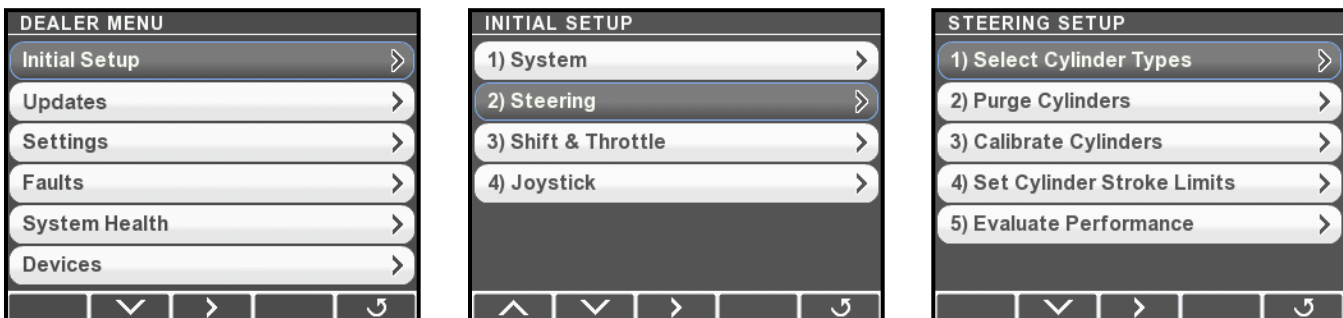 DEALER MENU
Initial Setup
Updates
Settings
Faults
System Health
Devices
INITIAL SETUP
1) System
2) Steering
3) Shift & Throttle
4) Joystick
STEERING SETUP
1) Select Cylinder Types
2) Purge Cylinders
3) Calibrate Cylinders
4) Set Cylinder Stroke Limits
5) Evaluate Performance